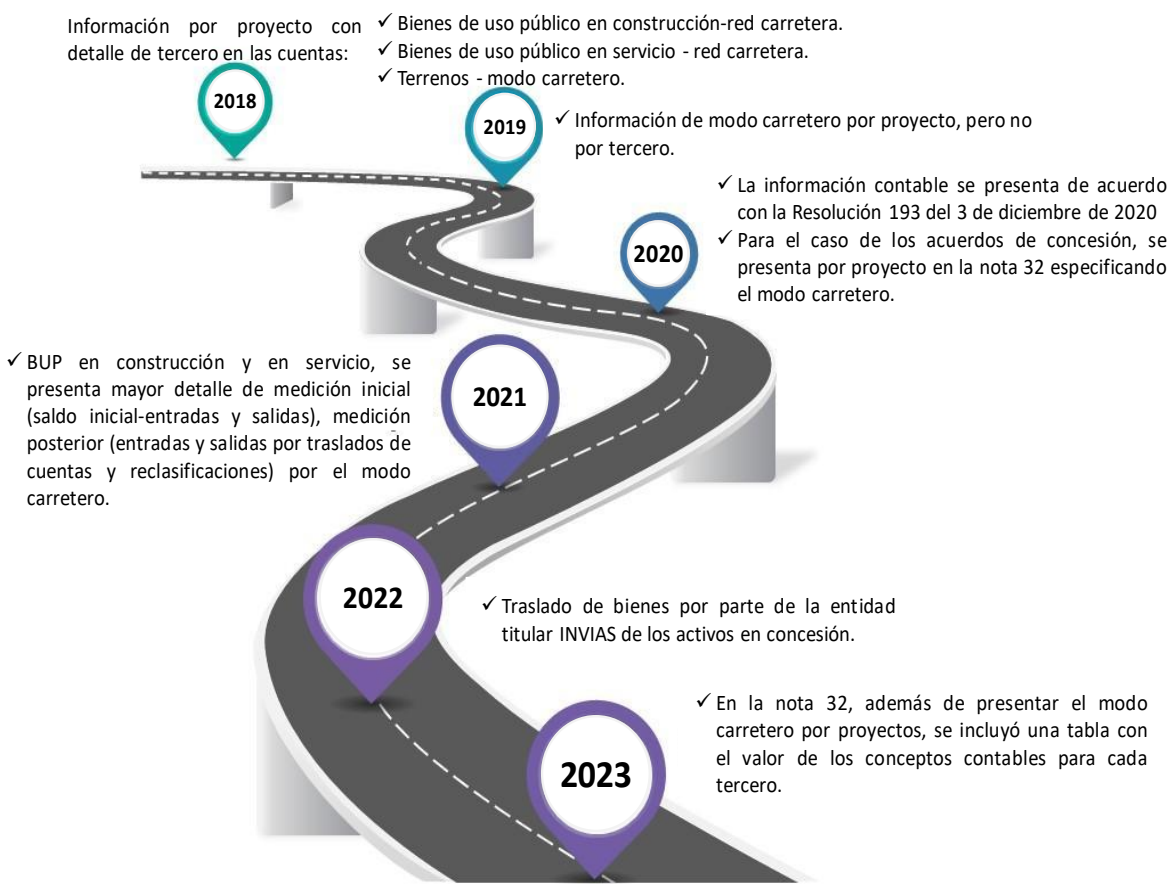 Información por proyecto con
detalle de tercero en las cuentas:
✓ Bienes de uso público en construcción-red carretera.
✓ Bienes de uso público en servicio - red carretera.
✓ Terrenos - modo carretero.
2018
2019
✓ Información de modo carretero por proyecto, pero no
por tercero.
2020
✓ La información contable se presenta de acuerdo
con la Resolución 193 del 3 de diciembre de 2020
✓ Para el caso de los acuerdos de concesión, se
presenta por proyecto en la nota 32 especificando
el modo carretero.
✓ BUP en construcción y en servicio, se
presenta mayor detalle de medición inicial
(saldo inicial-entradas y salidas), medición
posterior (entradas y salidas por traslados de
cuentas y reclasificaciones) por el modo
carretero.
2021
2022
✓ Traslado de bienes por parte de la entidad
titular INVIAS de los activos en concesión.
2023
✓ En la nota 32, además de presentar el modo
carretero por proyectos, se incluyó una tabla con
el valor de los conceptos contables para cada
tercero.